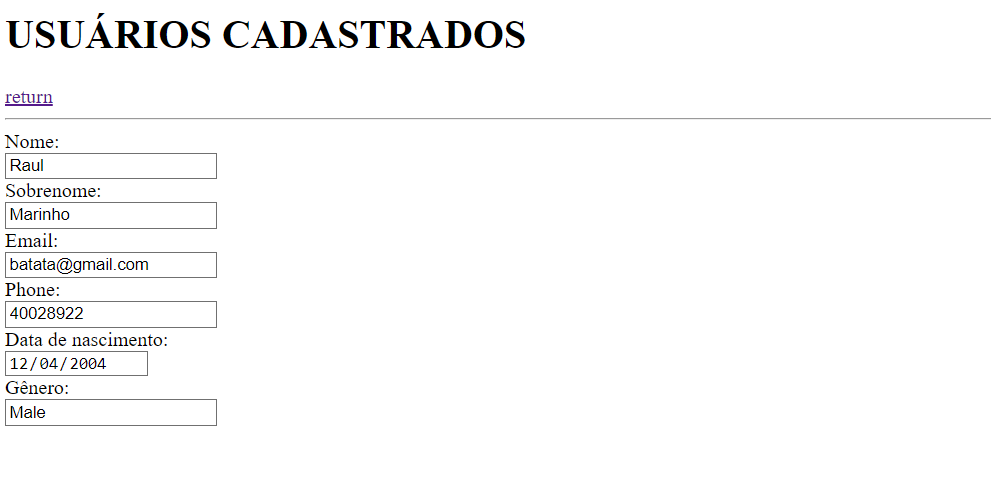 USUÁRIOS CADASTRADOS
return
Nome:
Raul
Sobrenome:
Marinho
Email:
batata@gmail.com
Phone:
40028922
Data de nascimento:
12/04/2004
Gênero:
Male